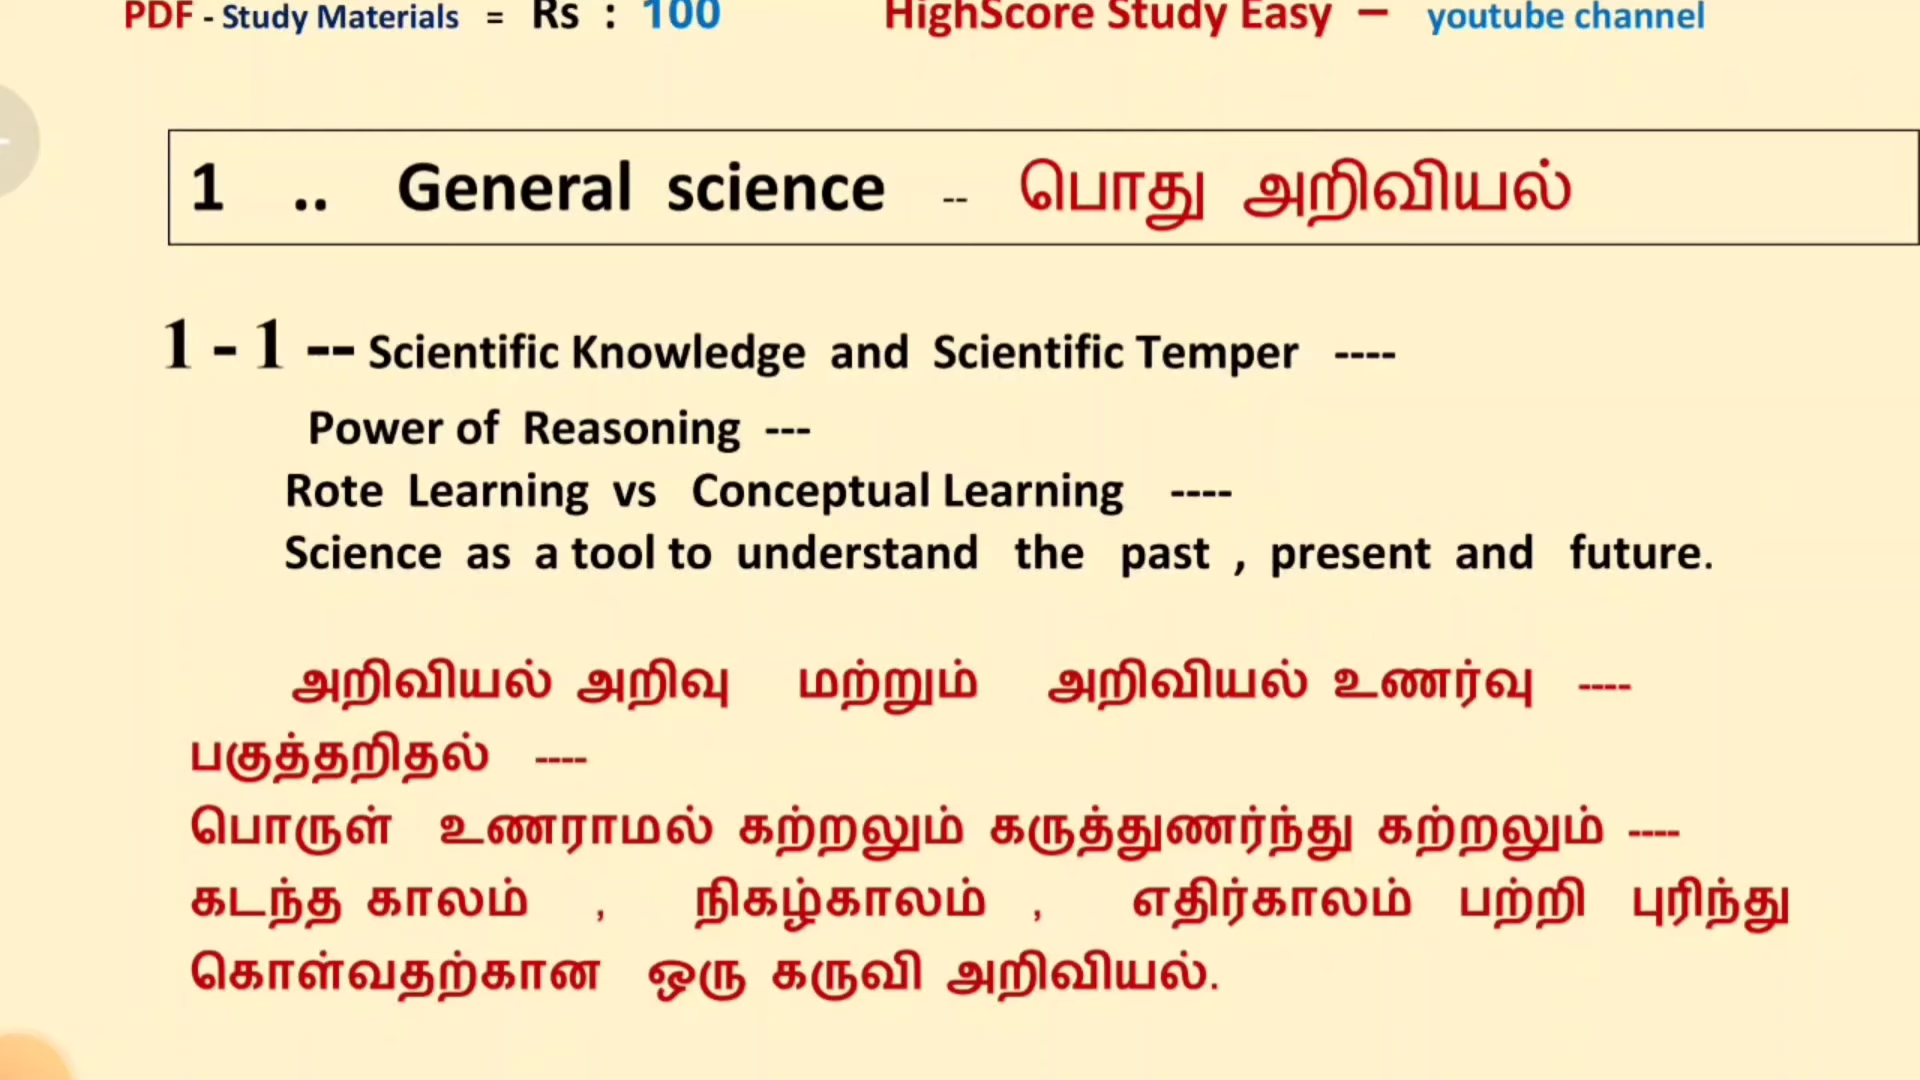 PDF - Study Materials = Rs : 100 HighScore Study Easy – youtube channel
1 .. General science -- பொது அறிவியல்
1 - 1 -- Scientific Knowledge and Scientific Temper ----
Power of Reasoning ---
Rote Learning vs Conceptual Learning ----
Science as a tool to understand the past , present and future.
அறிவியல் அறிவு மற்றும் அறிவியல் உணர்வு ----
பகுத்தறிதல் ----
பொருள் உணராமல் கற்றலும் கருத்துணர்ந்து கற்றலும் ----
கடந்த காலம் , நிகழ்காலம் , எதிர்காலம் பற்றி புரிந்து
கொள்வதற்கான ஒரு கருவி அறிவியல்.